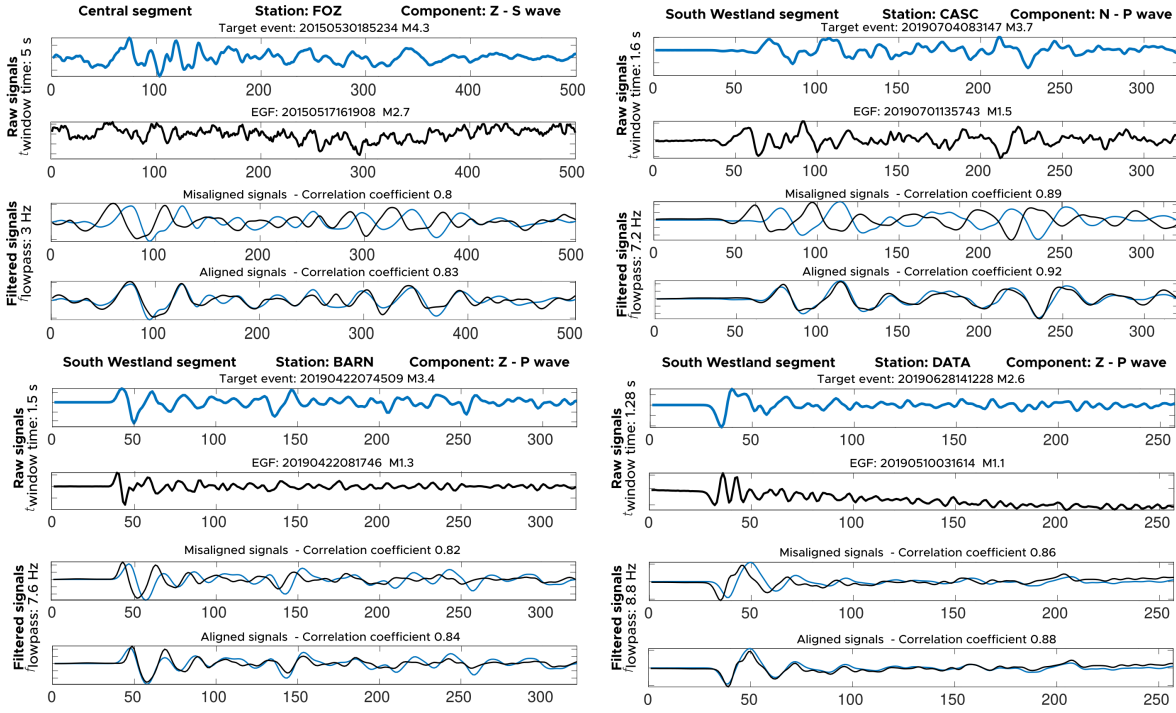 Central segment Station: FOZ Component: Z - S wave
Target event: 20150530185234 M4.3
Raw signals
t window time: 5 s
0 100 200 300 400 500
EGF: 20150517161908 M2.7
0 100 200 300 400 500
Misaligned signals - Correlation coefficient 0.8
Filtered signals
f lowpass: 3 Hz
0 100 200 300 400 500
Aligned signals - Correlation coefficient 0.83
0 100 200 300 400 500
South Westland segment Station: CASC Component: N - P wave
Target event: 20190704083147 M3.7
Raw signals
t window time: 1.6 s
0 50 100 150 200 250 300
EGF: 20190701135743 M1.5
0 50 100 150 200 250 300
Misaligned signals - Correlation coefficient 0.89
Filtered signals
f lowpass: 7.2 Hz
0 50 100 150 200 250 300
Aligned signals - Correlation coefficient 0.92
0 50 100 150 200 250 300
South Westland segment Station: BARN Component: Z - P wave
Target event: 20190422074509 M3.4
Raw signals
t window time: 1.5 s
0 50 100 150 200 250 300
EGF: 20190422081746 M1.3
0 50 100 150 200 250 300
Misaligned signals - Correlation coefficient 0.82
Filtered signals
f lowpass: 7.6 Hz
0 50 100 150 200 250 300
Aligned signals - Correlation coefficient 0.84
0 50 100 150 200 250 300
South Westland segment Station: DATA Component: Z - P wave
Target event: 20190628141228 M2.6
Raw signals
t window time: 1.28 s
0 50 100 150 200 250
EGF: 20190510031614 M1.1
0 50 100 150 200 250
Misaligned signals - Correlation coefficient 0.86
Filtered signals
f lowpass: 8.8 Hz
0 50 100 150 200 250
Aligned signals - Correlation coefficient 0.88
0 50 100 150 200 250